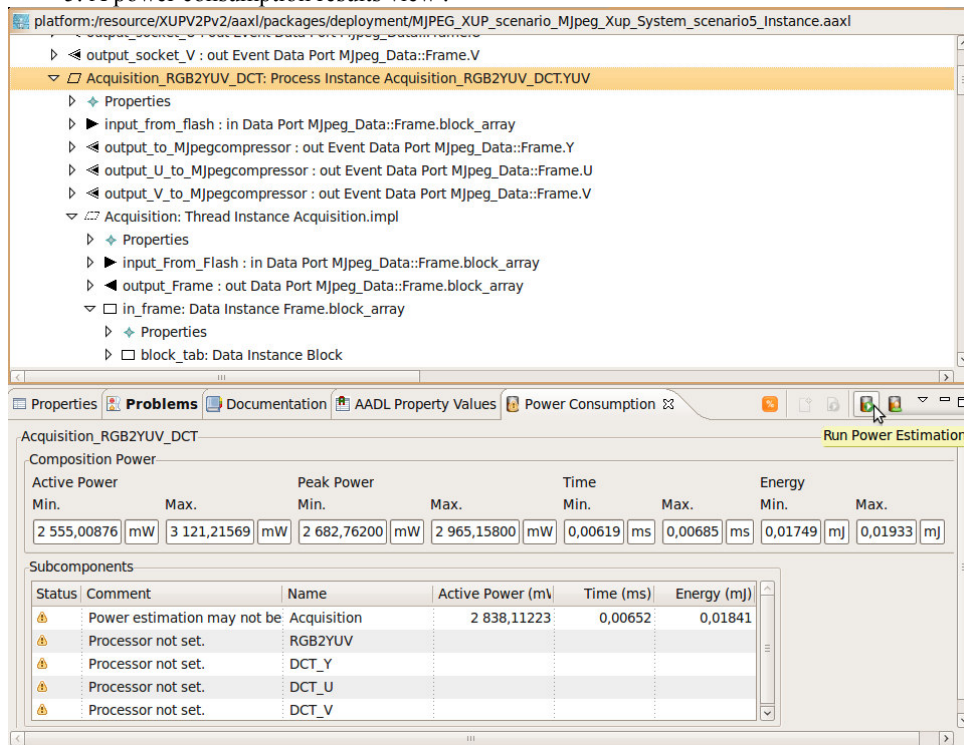 platform:/resource/XUPV2Pv2/aaxl/packages/deployment/MJPEG_XUP_scenario_MJpeg_Xup_System_scenario5_Instance.aaxl
output_socket_V : out Event Data Port MJpeg_Data::Frame.V
Acquisition_RGB2YUV_DCT: Process Instance Acquisition_RGB2YUV_DCT.YUV
Properties
input_from_flash : in Data Port MJpeg_Data::Frame.block_array
output_to_MJpegcompressor : out Event Data Port MJpeg_Data::Frame.Y
output_U_to_MJpegcompressor : out Event Data Port MJpeg_Data::Frame.U
output_V_to_MJpegcompressor : out Event Data Port MJpeg_Data::Frame.V
Acquisition: Thread Instance Acquisition.impl
Properties
input_From_Flash : in Data Port MJpeg_Data::Frame.block_array
output_Frame : out Data Port MJpeg_Data::Frame.block_array
in_frame: Data Instance Frame.block_array
Properties
block_tab: Data Instance Block
Properties Problems Documentation AADL Property Values Power Consumption
Run Power Estimation
Acquisition_RGB2YUV_DCT
Composition Power
Active Power Peak Power Time Energy
Min. Max. Min. Max. Min. Max. Min. Max.
2 555,00876 mW 3 121,21569 mW 2 682,76200 mW 2 965,15800 mW 0,00619 ms 0,00685 ms 0,01749 mJ 0,01933 mJ
Subcomponents
Status Comment Name Active Power (mW Time (ms) Energy (mJ)
Power estimation may not be Acquisition 2 838,11223 0,00652 0,01841
Processor not set. RGB2YUV
Processor not set. DCT_Y
Processor not set. DCT_U
Processor not set. DCT_V